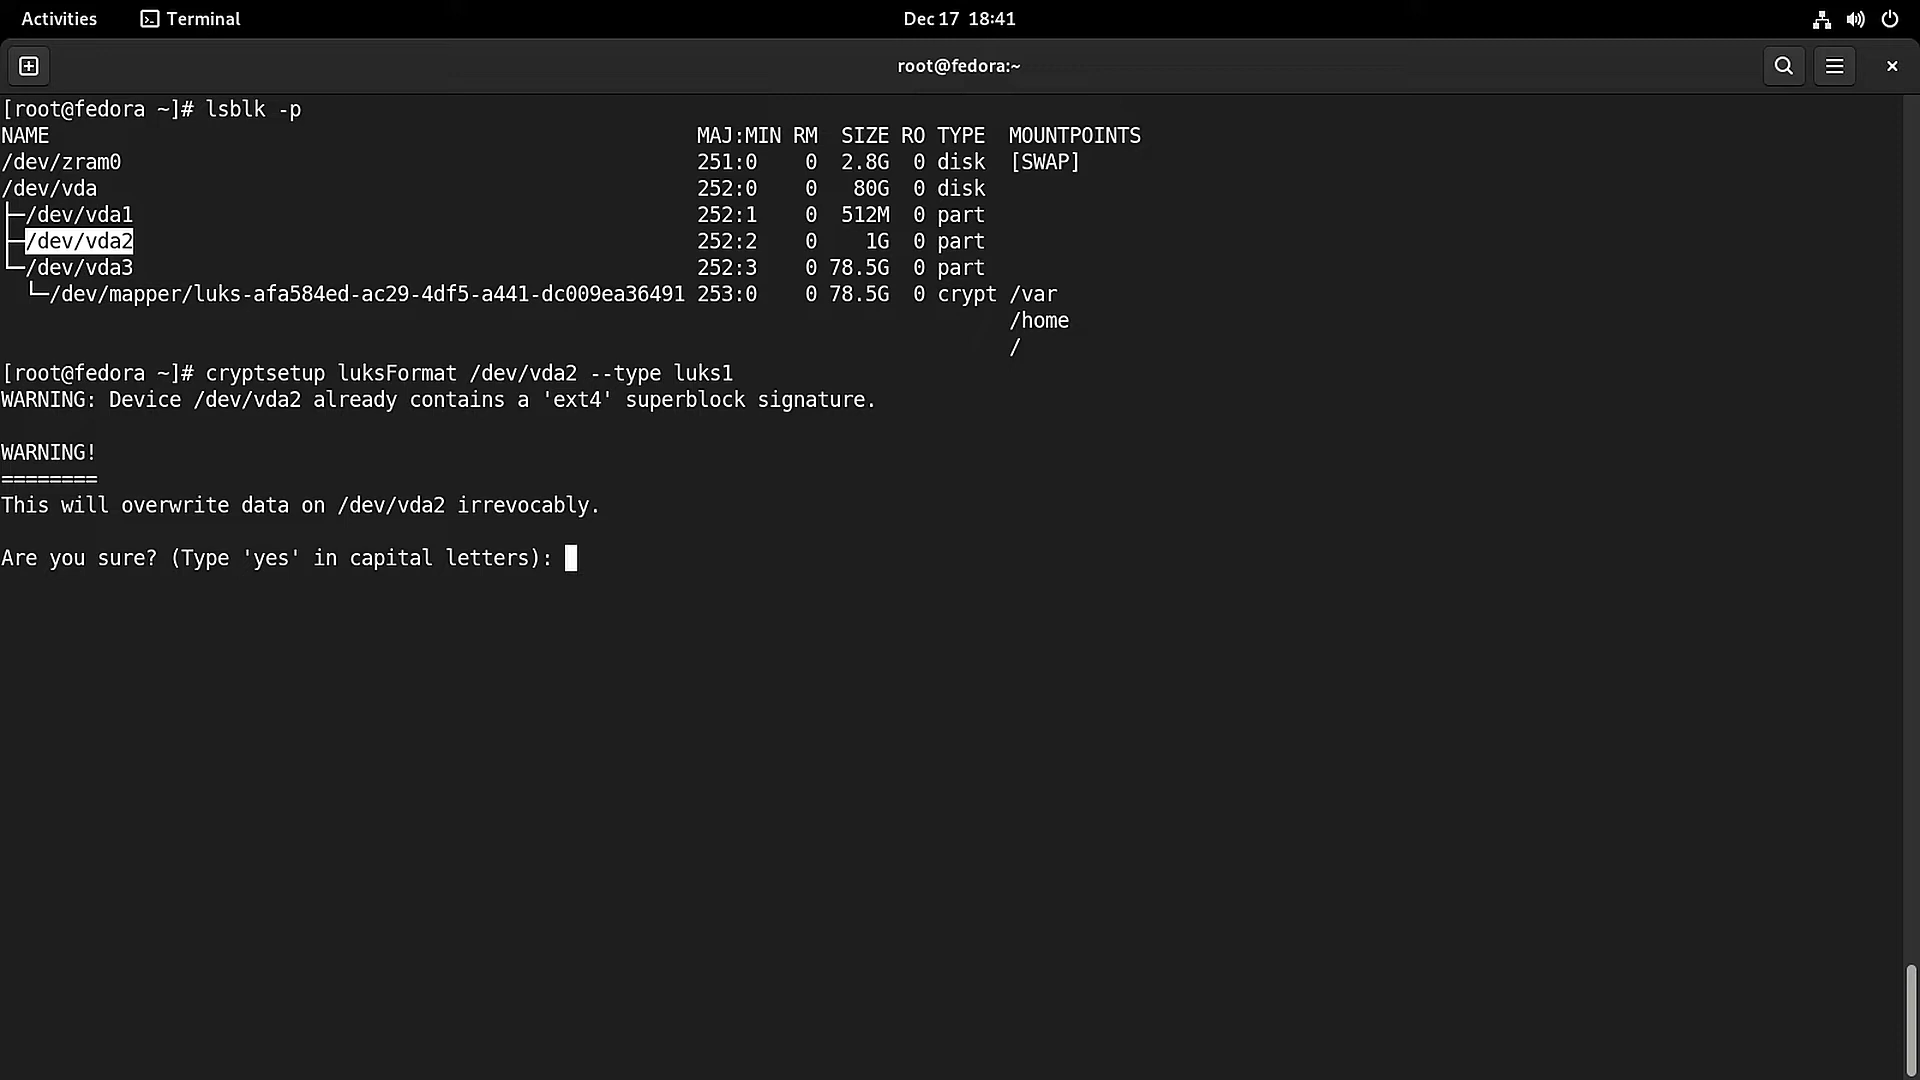 Activities Terminal Dec 17 18:41
root@fedora:~
[root@fedora ~]# lsblk -p
NAME MAJ:MIN RM SIZE RO TYPE MOUNTPOINTS
/dev/zram0 251:0 0 2.8G 0 disk [SWAP]
/dev/vda 252:0 0 80G 0 disk
├─/dev/vda1 252:1 0 512M 0 part
├─/dev/vda2 252:2 0 1G 0 part
└─/dev/vda3 252:3 0 78.5G 0 part
└─/dev/mapper/luks-afa584ed-ac29-4df5-a441-dc009ea36491 253:0 0 78.5G 0 crypt /var
/home
/
[root@fedora ~]# cryptsetup luksFormat /dev/vda2 --type luks1
WARNING: Device /dev/vda2 already contains a 'ext4' superblock signature.
WARNING!
========
This will overwrite data on /dev/vda2 irrevocably.
Are you sure? (Type 'yes' in capital letters):